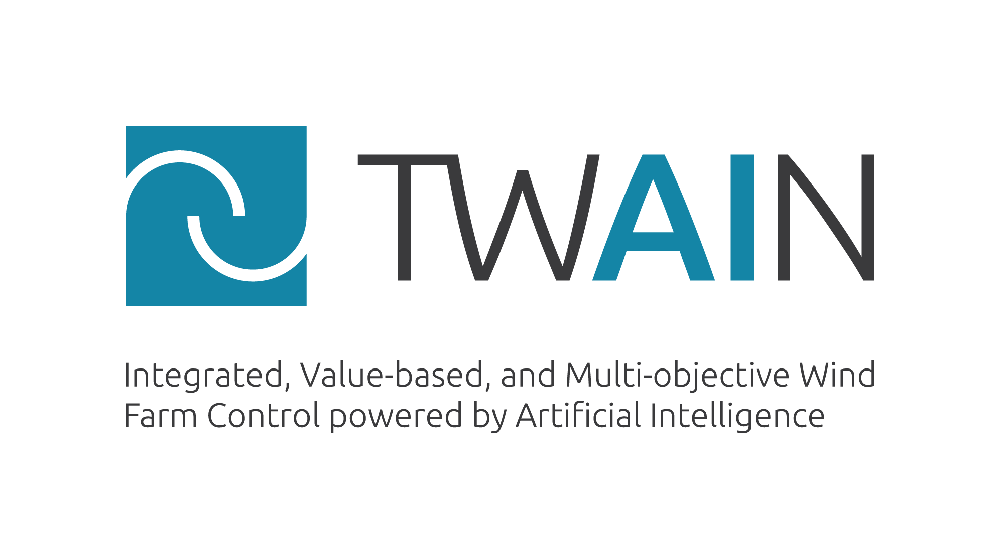 TWAIN
Integrated, Value-based, and Multi-objective Wind
Farm Control powered by Artificial Intelligence